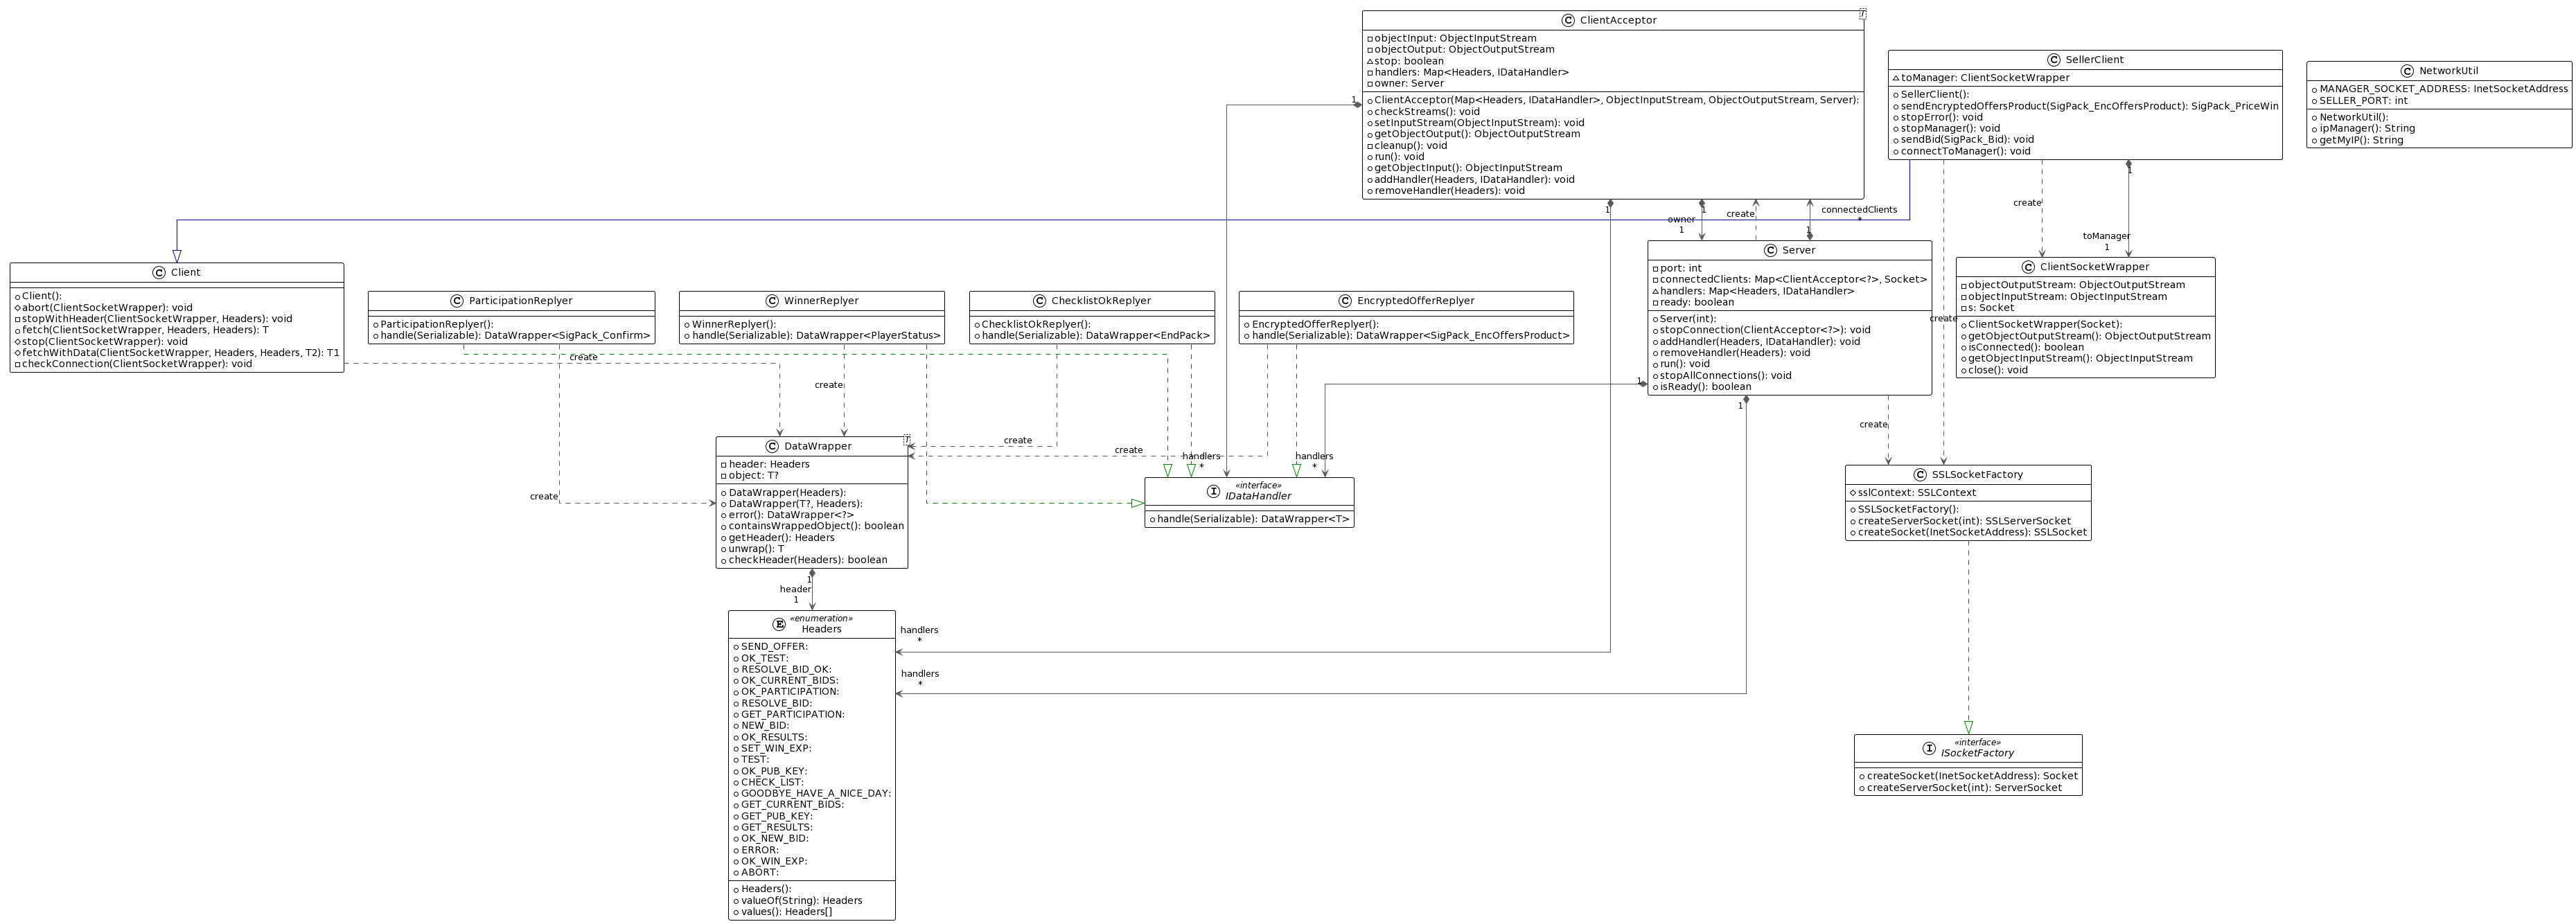 ClientAcceptor
T
objectInput: ObjectInputStream
objectOutput: ObjectOutputStream
stop: boolean
handlers: Map<Headers, IDataHandler>
owner: Server
ClientAcceptor(Map<Headers, IDataHandler>, ObjectInputStream, ObjectOutputStream, Server):
checkStreams(): void
setInputStream(ObjectInputStream): void
getObjectOutput(): ObjectOutputStream
cleanup(): void
run(): void
getObjectInput(): ObjectInputStream
addHandler(Headers, IDataHandler): void
removeHandler(Headers): void
SellerClient
toManager: ClientSocketWrapper
SellerClient():
sendEncryptedOffersProduct(SigPack_EncOffersProduct): SigPack_PriceWin
stopError(): void
stopManager(): void
sendBid(SigPack_Bid): void
connectToManager(): void
NetworkUtil
MANAGER_SOCKET_ADDRESS: InetSocketAddress
SELLER_PORT: int
NetworkUtil():
ipManager(): String
getMyIP(): String
1
1
1
owner
1
create
connectedClients
*
1
create
1
toManager
1
create
Client
Client():
abort(ClientSocketWrapper): void
stopWithHeader(ClientSocketWrapper, Headers): void
fetch(ClientSocketWrapper, Headers, Headers): T
stop(ClientSocketWrapper): void
fetchWithData(ClientSocketWrapper, Headers, Headers, T2): T1
checkConnection(ClientSocketWrapper): void
ParticipationReplyer
ParticipationReplyer():
handle(Serializable): DataWrapper<SigPack_Confirm>
WinnerReplyer
WinnerReplyer():
handle(Serializable): DataWrapper<PlayerStatus>
ChecklistOkReplyer
ChecklistOkReplyer():
handle(Serializable): DataWrapper<EndPack>
EncryptedOfferReplyer
EncryptedOfferReplyer():
handle(Serializable): DataWrapper<SigPack_EncOffersProduct>
Server
port: int
connectedClients: Map<ClientAcceptor<?>, Socket>
handlers: Map<Headers, IDataHandler>
ready: boolean
Server(int):
stopConnection(ClientAcceptor<?>): void
addHandler(Headers, IDataHandler): void
removeHandler(Headers): void
run(): void
stopAllConnections(): void
isReady(): boolean
ClientSocketWrapper
objectOutputStream: ObjectOutputStream
objectInputStream: ObjectInputStream
s: Socket
ClientSocketWrapper(Socket):
getObjectOutputStream(): ObjectOutputStream
isConnected(): boolean
getObjectInputStream(): ObjectInputStream
close(): void
create
create
create
create
create
1
1
create
handlers
*
handlers
*
DataWrapper
T
header: Headers
object: T?
DataWrapper(Headers):
DataWrapper(T?, Headers):
error(): DataWrapper<?>
containsWrappedObject(): boolean
getHeader(): Headers
unwrap(): T
checkHeader(Headers): boolean
«interface»
IDataHandler
handle(Serializable): DataWrapper<T>
SSLSocketFactory
sslContext: SSLContext
SSLSocketFactory():
createServerSocket(int): SSLServerSocket
createSocket(InetSocketAddress): SSLSocket
1
header
1
handlers
*
handlers
*
«enumeration»
Headers
SEND_OFFER:
OK_TEST:
RESOLVE_BID_OK:
OK_CURRENT_BIDS:
OK_PARTICIPATION:
RESOLVE_BID:
GET_PARTICIPATION:
NEW_BID:
OK_RESULTS:
SET_WIN_EXP:
TEST:
OK_PUB_KEY:
CHECK_LIST:
GOODBYE_HAVE_A_NICE_DAY:
GET_CURRENT_BIDS:
GET_PUB_KEY:
GET_RESULTS:
OK_NEW_BID:
ERROR:
OK_WIN_EXP:
ABORT:
Headers():
valueOf(String): Headers
values(): Headers[]
«interface»
ISocketFactory
createSocket(InetSocketAddress): Socket
createServerSocket(int): ServerSocket